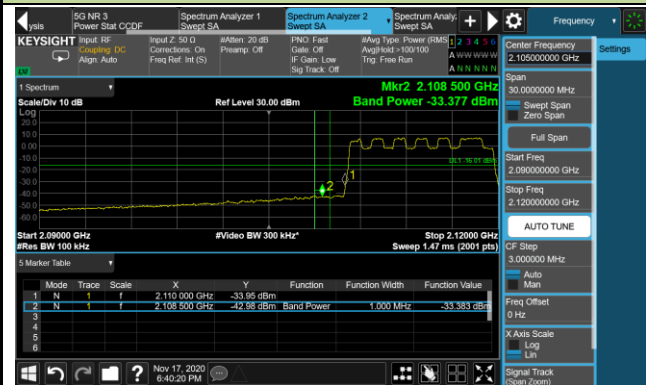 ysis
5G NR 3
Power Stat CCDF
Spectrum Analyzer 1
Swept SA
Spectrum Analyzer 2
Swept SA
Spectrum Analy
Swept SA
Frequency
KEYSIGHT
Input: RF
Coupling: DC
Align: Auto
Input Z: 50 Ω
Corrections: On
Freq Ref: Int (S)
#Atten: 20 dB
Preamp: Off
PNO: Fast
Gate: Off
IF Gain: Low
Sig Track: Off
#Avg Type: Power (RMS)
Avg|Hold:>100/100
Trig: Free Run
1 2 3 4 5 6
A W W W W W
A N N N N N
1 Spectrum
Scale/Div 10 dB
Ref Level 30.00 dBm
Mkr2 2.108 500 GHz
Band Power -33.377 dBm
Log
20.0
10.0
0.00
-10.0
-20.0
-30.0
-40.0
-50.0
-60.0
DL1 -16.01 dBm
1
2
Start 2.09000 GHz
#Res BW 100 kHz
#Video BW 300 kHz*
Stop 2.12000 GHz
Sweep 1.47 ms (2001 pts)
5 Marker Table
Mode Trace Scale X Y Function Function Width Function Value
1 N 1 f 2.110 000 GHz -33.95 dBm
2 N 1 f 2.108 500 GHz -42.98 dBm Band Power 1.000 MHz -33.383 dBm
3
4
5
6
Nov 17, 2020
6:40:20 PM
Center Frequency
2.105000000 GHz
Settings
Span
30.0000000 MHz
Swept Span
Zero Span
Full Span
Start Freq
2.090000000 GHz
Stop Freq
2.120000000 GHz
AUTO TUNE
CF Step
3.000000 MHz
Auto
Man
Freq Offset
0 Hz
X Axis Scale
Log
Lin
Signal Track
(Span Zoom)